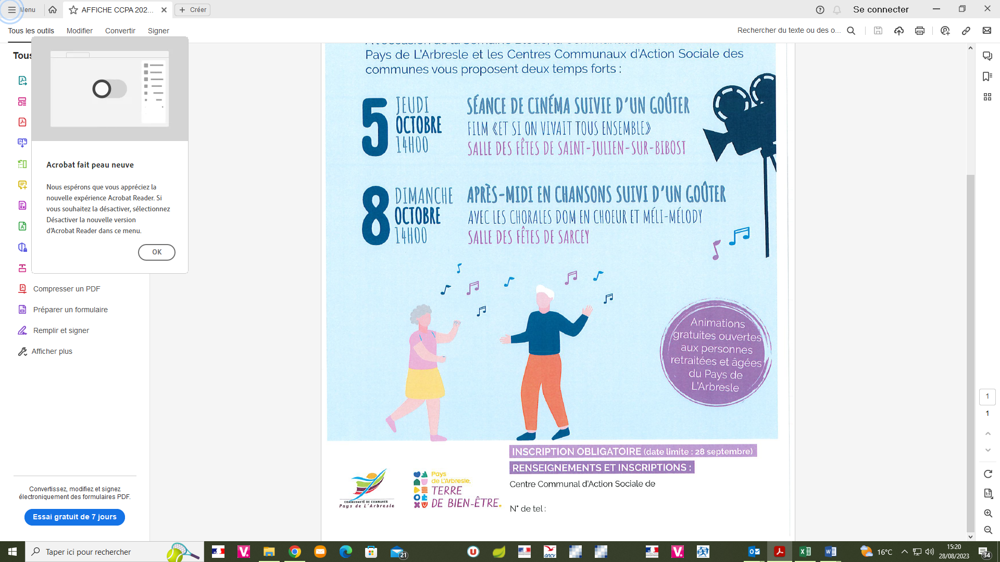 Menu
AFFICHE CCPA 202...
Créer
Se connecter
Tous les outils
Modifier
Convertir
Signer
Rechercher du texte ou des o...
Tous
Acrobat fait peau neuve
Nous espérons que vous appréciez la
nouvelle expérience Acrobat Reader. Si
vous souhaitez la désactiver, sélectionnez
Désactiver la nouvelle version
d'Acrobat Reader dans ce menu.
OK
Compresser un PDF
Préparer un formulaire
Remplir et signer
Afficher plus
Convertissez, modifiez et signez
électroniquement des formulaires PDF.
Essai gratuit de 7 jours
Pays de L'Arbresle et les Centres Communaux d'Action Sociale des
communes vous proposent deux temps forts :
5 JEUDI
OCTOBRE
14H00
SÉANCE DE CINÉMA SUIVIE D'UN GOÛTER
FILM «ET SI ON VIVAIT TOUS ENSEMBLE»
SALLE DES FÊTES DE SAINT-JULIEN-SUR-BIBOST
8 DIMANCHE
OCTOBRE
14H00
APRÈS-MIDI EN CHANSONS SUIVI D'UN GOÛTER
AVEC LES CHORALES DOM EN CHOEUR ET MÉLI-MÉLODY
SALLE DES FÊTES DE SARCEY
Animations
gratuites ouvertes
aux personnes
retraitées et âgées
du Pays de
L'Arbresle
INSCRIPTION OBLIGATOIRE (date limite : 28 septembre)
RENSEIGNEMENTS ET INSCRIPTIONS :
Centre Communal d'Action Sociale de
N° de tel :
COMMUNAUTÉ DE COMMUNES
Pays de L'Arbresle
Pays
de L'Arbresle,
TERRE
DE BIEN-ÊTRE.
1
1
Taper ici pour rechercher
21
ancv
16°C
15:20
28/08/2023
34